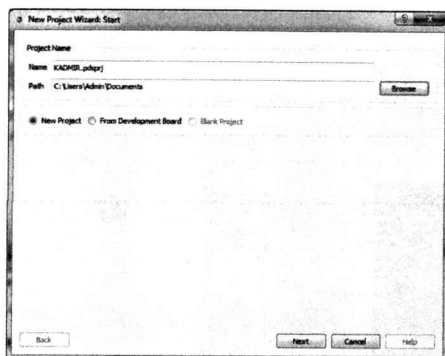 New Project Wizard: Start
Project Name
Name KADMIR.pdsprj
Path C:\Users\Admin\Documents Browse
New Project From Development Board Blank Project
Back Next Cancel Help